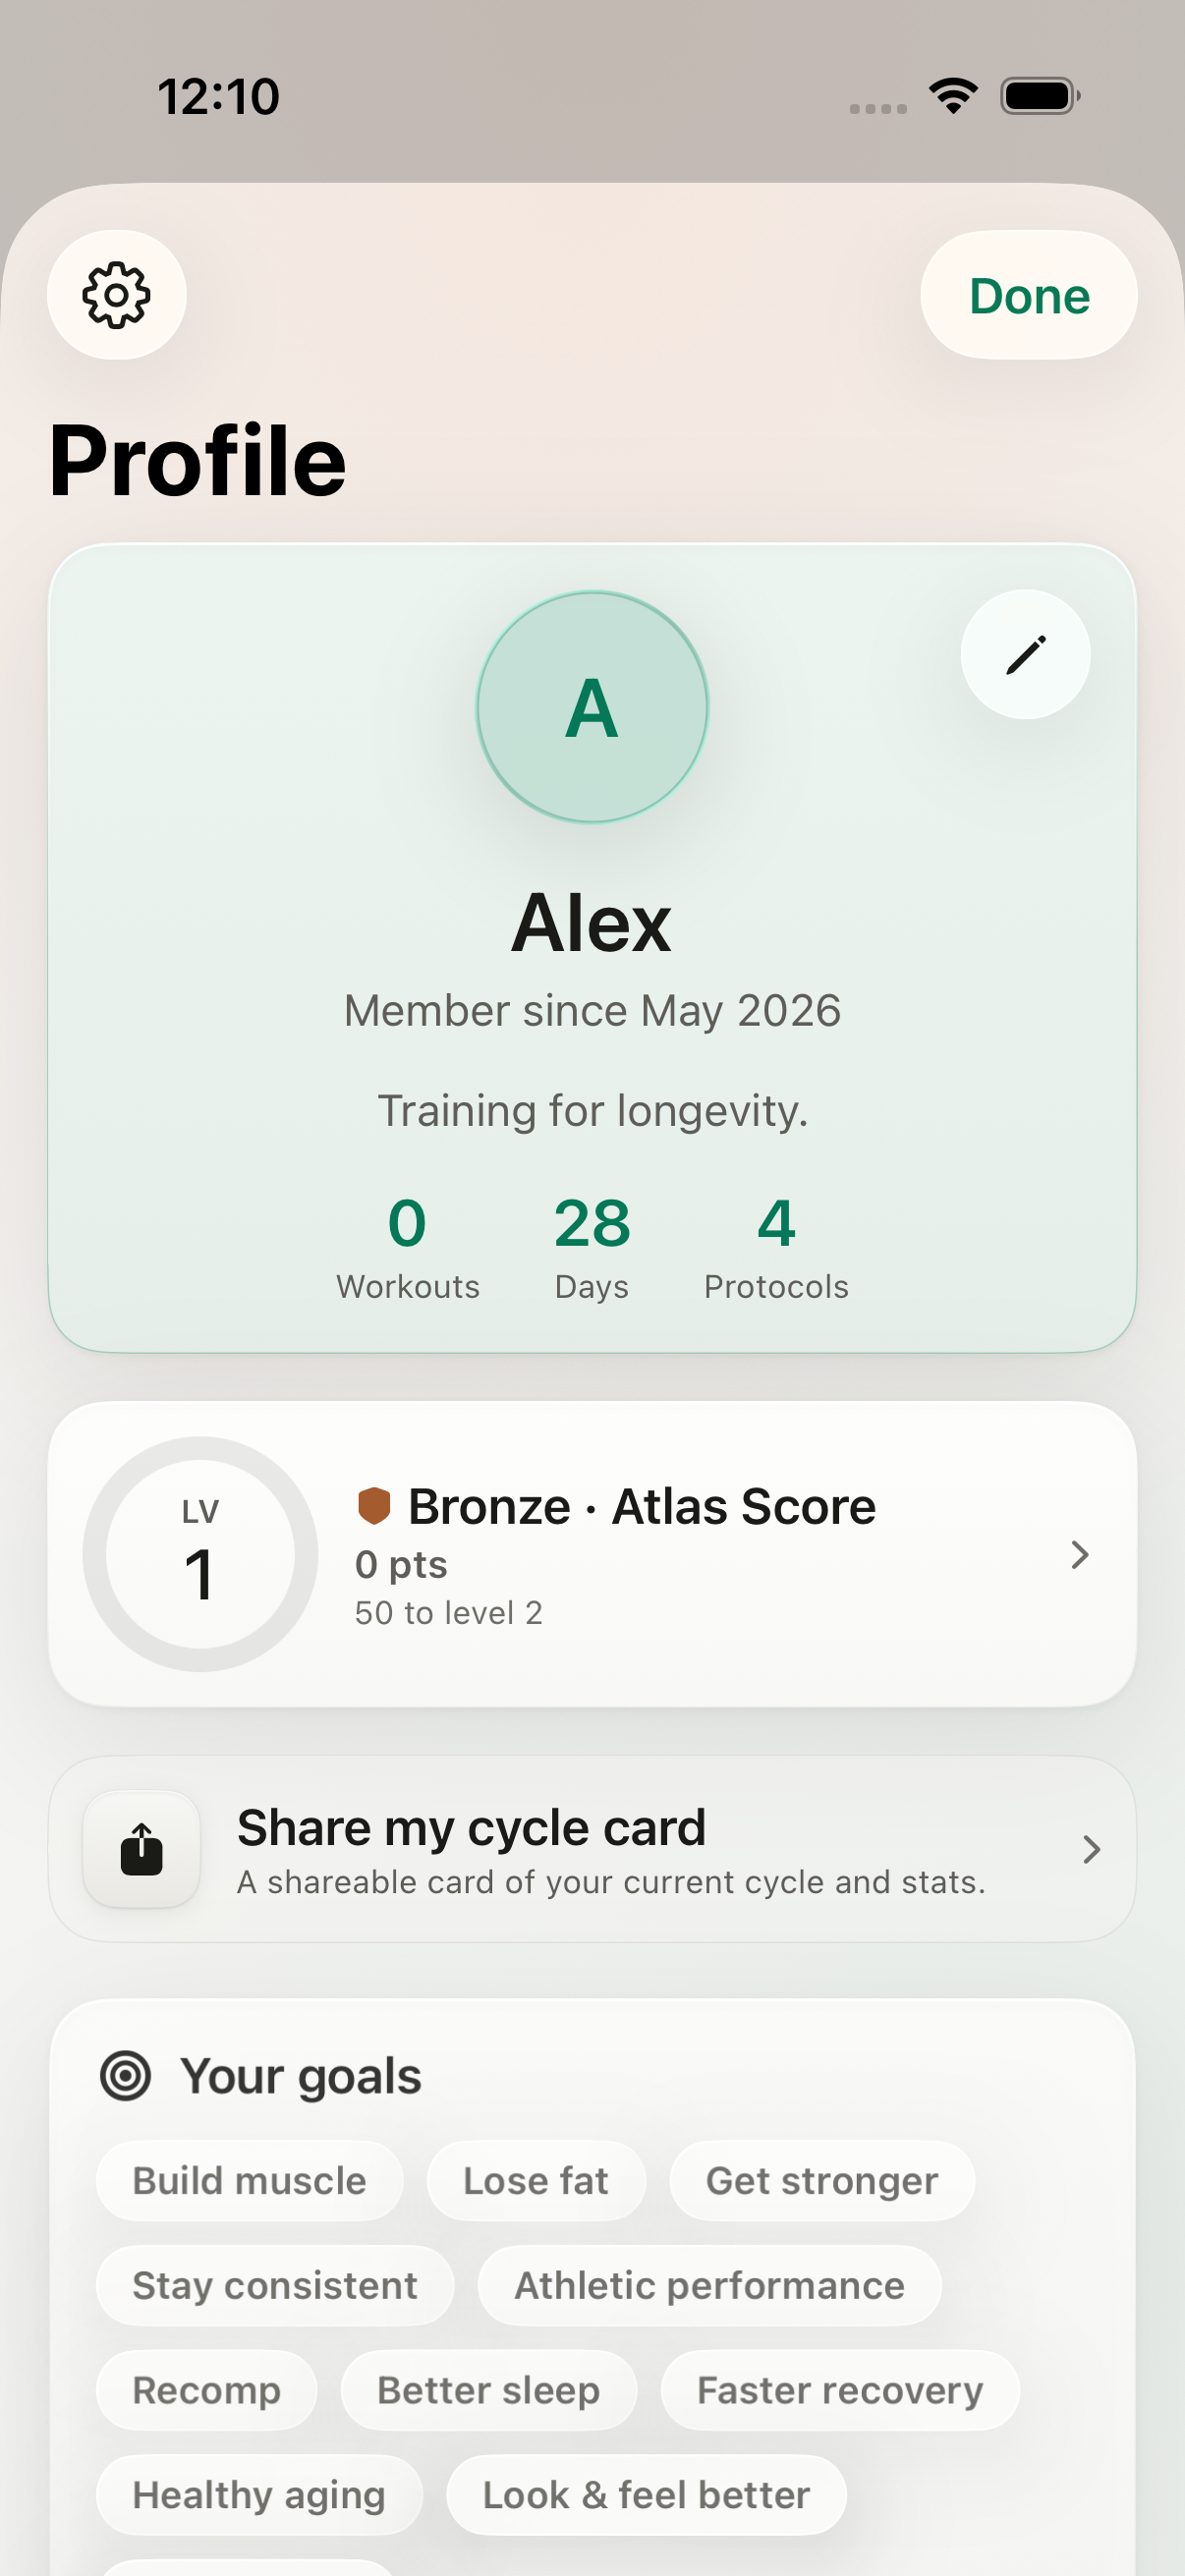 12:10
Done
Profile
A
Alex
Member since May 2026
Training for longevity.
0 28 4
Workouts Days Protocols
LV
1
Bronze · Atlas Score
0 pts
50 to level 2
Share my cycle card
A shareable card of your current cycle and stats.
Your goals
Build muscle Lose fat Get stronger
Stay consistent Athletic performance
Recomp Better sleep Faster recovery
Healthy aging Look & feel better